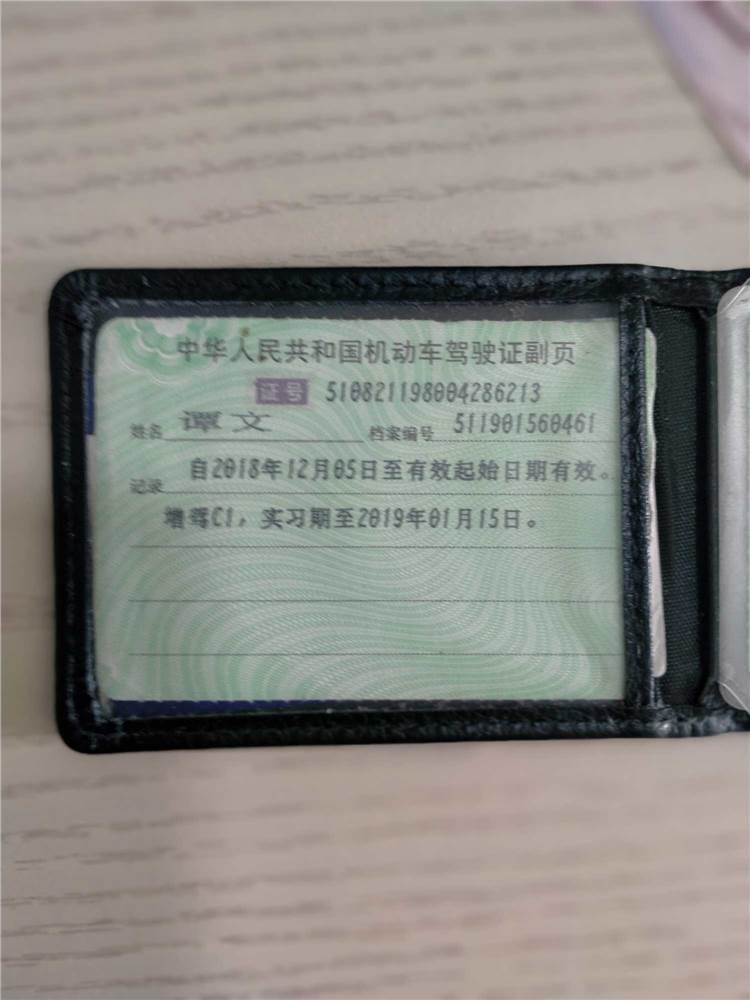 中华人民共和国机动车驾驶证副页
证号 510821198004286213
姓名 谭文 档案编号 511901560461
记录 自2018年12月05日至有效起始日期有效。
增驾C1，实习期至2019年01月15日。